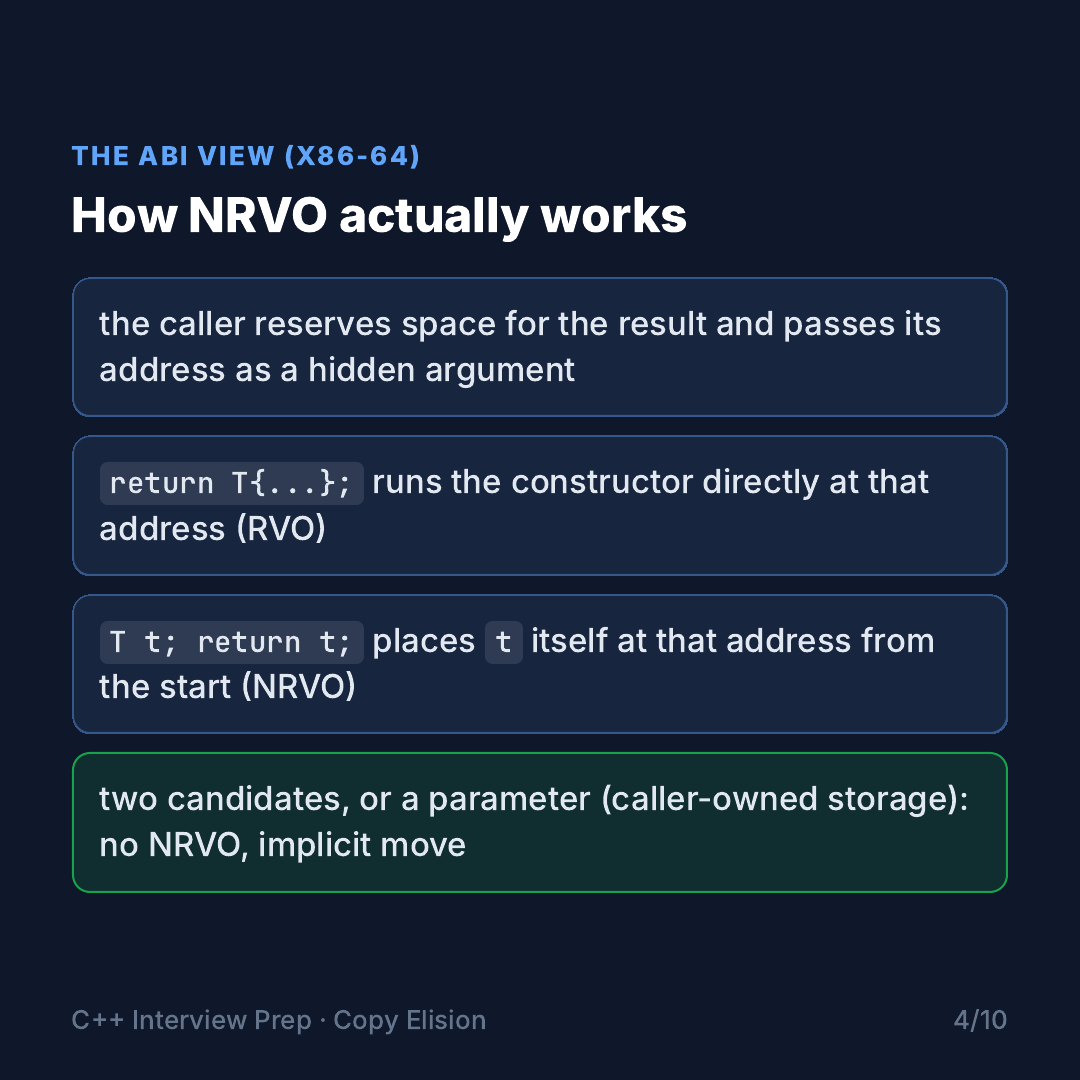 THE ABI VIEW (X86-64)
How NRVO actually works
the caller reserves space for the result and passes its
address as a hidden argument
return T{...}; runs the constructor directly at that
address (RVO)
T t; return t; places t itself at that address from
the start (NRVO)
two candidates, or a parameter (caller-owned storage):
no NRVO, implicit move
C++ Interview Prep · Copy Elision
4/10